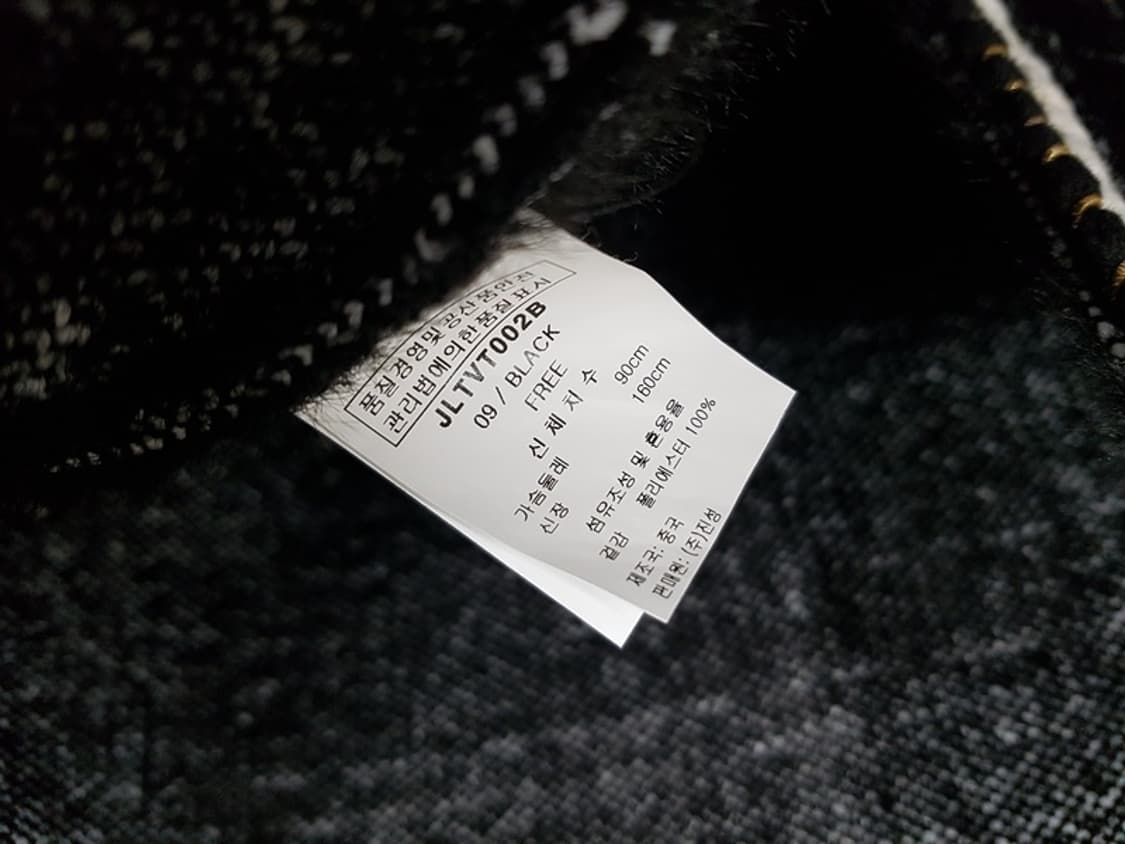 품질경영및공산품안전
관리법에의한품질표시
JLTVT002B
09 / BLACK
FREE
신 체 치 수
가슴둘레 90cm
신장 160cm
섬유조성 및 혼용율
겉감 폴리에스터 100%
제조국: 중국
판매원: (주)진성